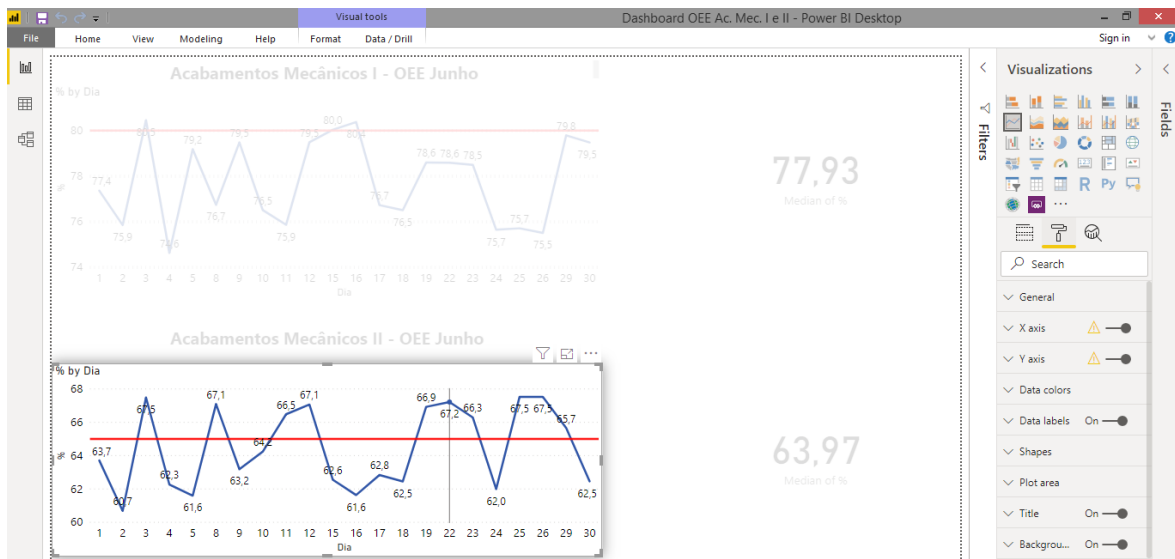 Visual tools
Dashboard OEE Ac. Mec. I e II - Power BI Desktop
File Home View Modeling Help Format Data / Drill Sign in
Acabamentos Mecânicos I - OEE Junho
% by Dia
80 78 76 74
%
77,4 75,9 80,5 74,6 79,2 76,7 79,5 76,5 75,9 79,5 80,0 80,4 76,7 76,5 78,6 78,6 78,5 75,7 75,7 75,5 79,8 79,5
1 2 3 4 5 8 9 10 11 12 15 16 17 18 19 22 23 24 25 26 29 30
Dia
77,93
Median of %
Acabamentos Mecânicos II - OEE Junho
% by Dia
68 66 64 62 60
%
63,7 60,7 67,5 62,3 61,6 67,1 63,2 64,2 66,5 67,1 62,6 61,6 62,8 62,5 66,9 67,2 66,3 62,0 67,5 67,5 65,7 62,5
1 2 3 4 5 8 9 10 11 12 15 16 17 18 19 22 23 24 25 26 29 30
Dia
63,97
Median of %
Filters
Visualizations
R Py
Search
General
X axis
Y axis
Data colors
Data labels On
Shapes
Plot area
Title On
Backgrou... On
Fields